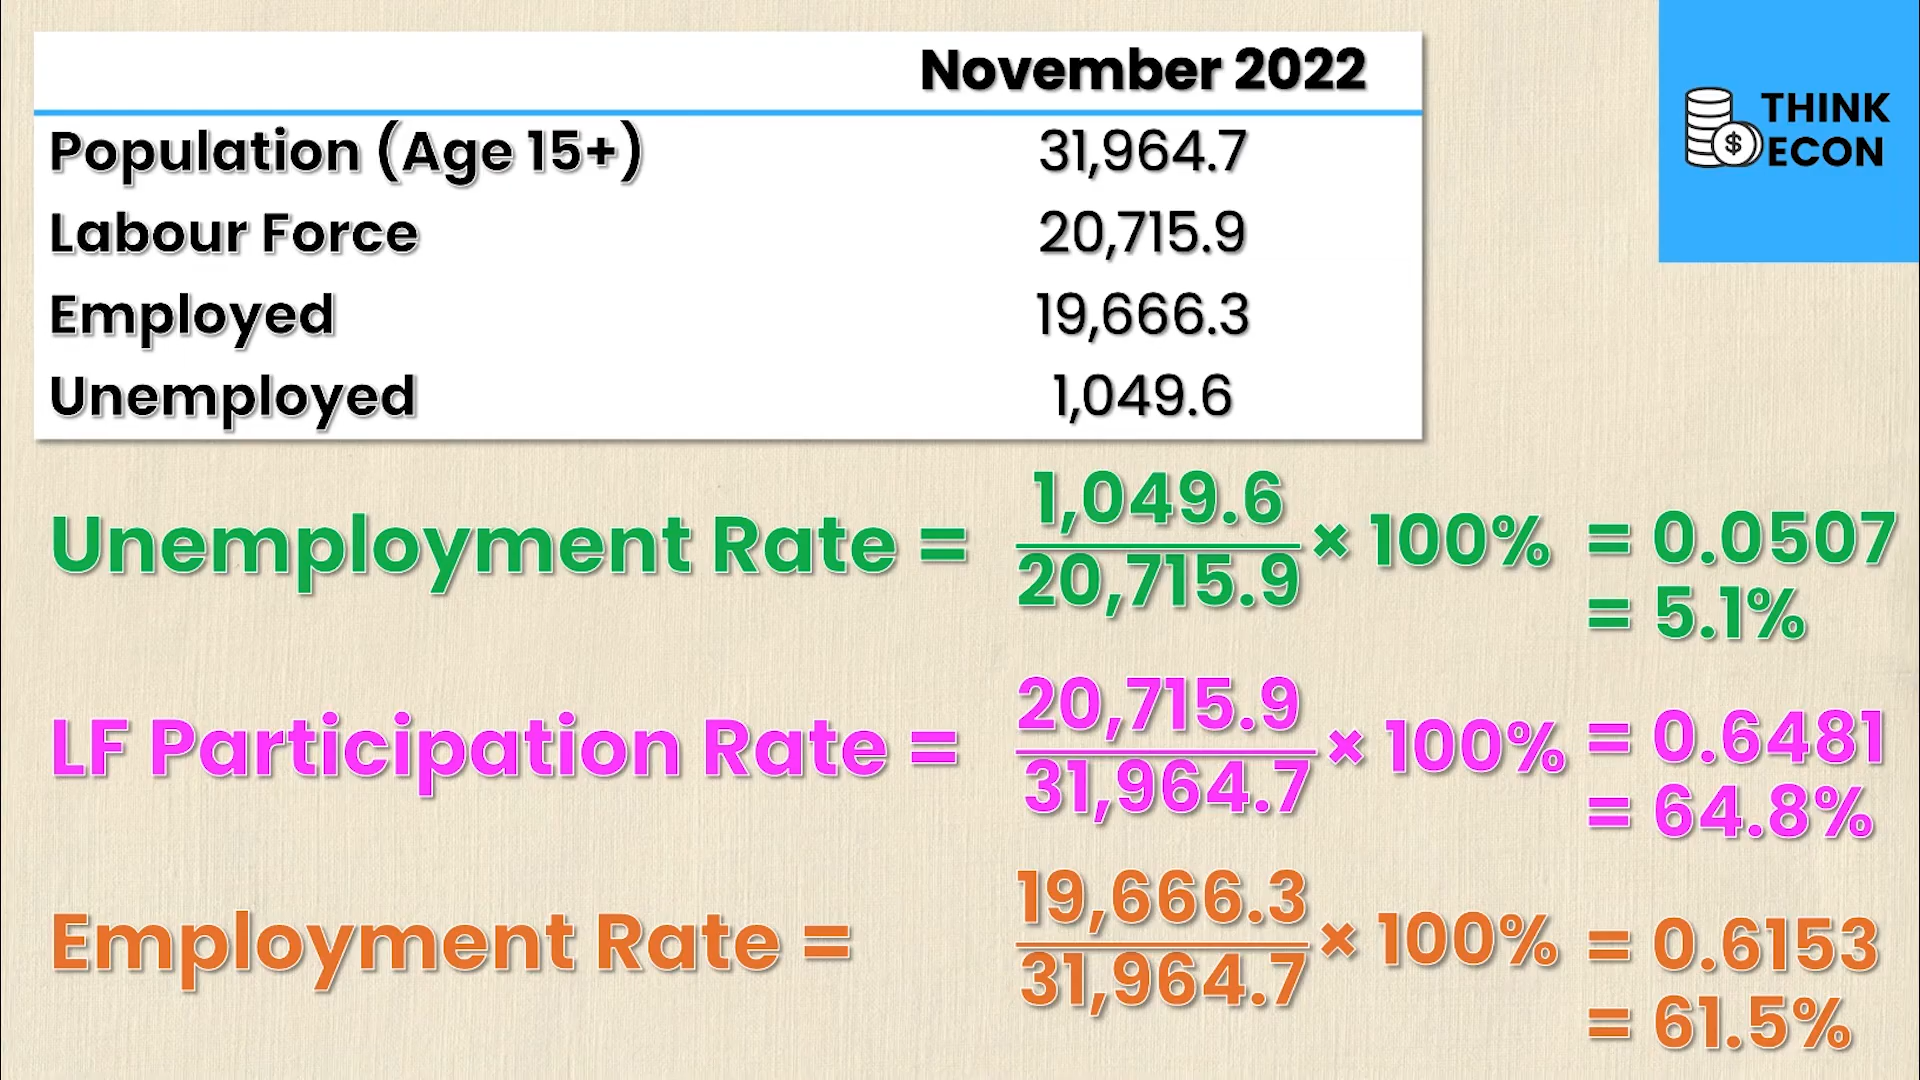 November 2022
THINK
ECON
$
Population (Age 15+) 31,964.7
Labour Force 20,715.9
Employed 19,666.3
Unemployed 1,049.6
Unemployment Rate = 1,049.6 / 20,715.9 × 100% = 0.0507
= 5.1%
LF Participation Rate = 20,715.9 / 31,964.7 × 100% = 0.6481
= 64.8%
Employment Rate = 19,666.3 / 31,964.7 × 100% = 0.6153
= 61.5%